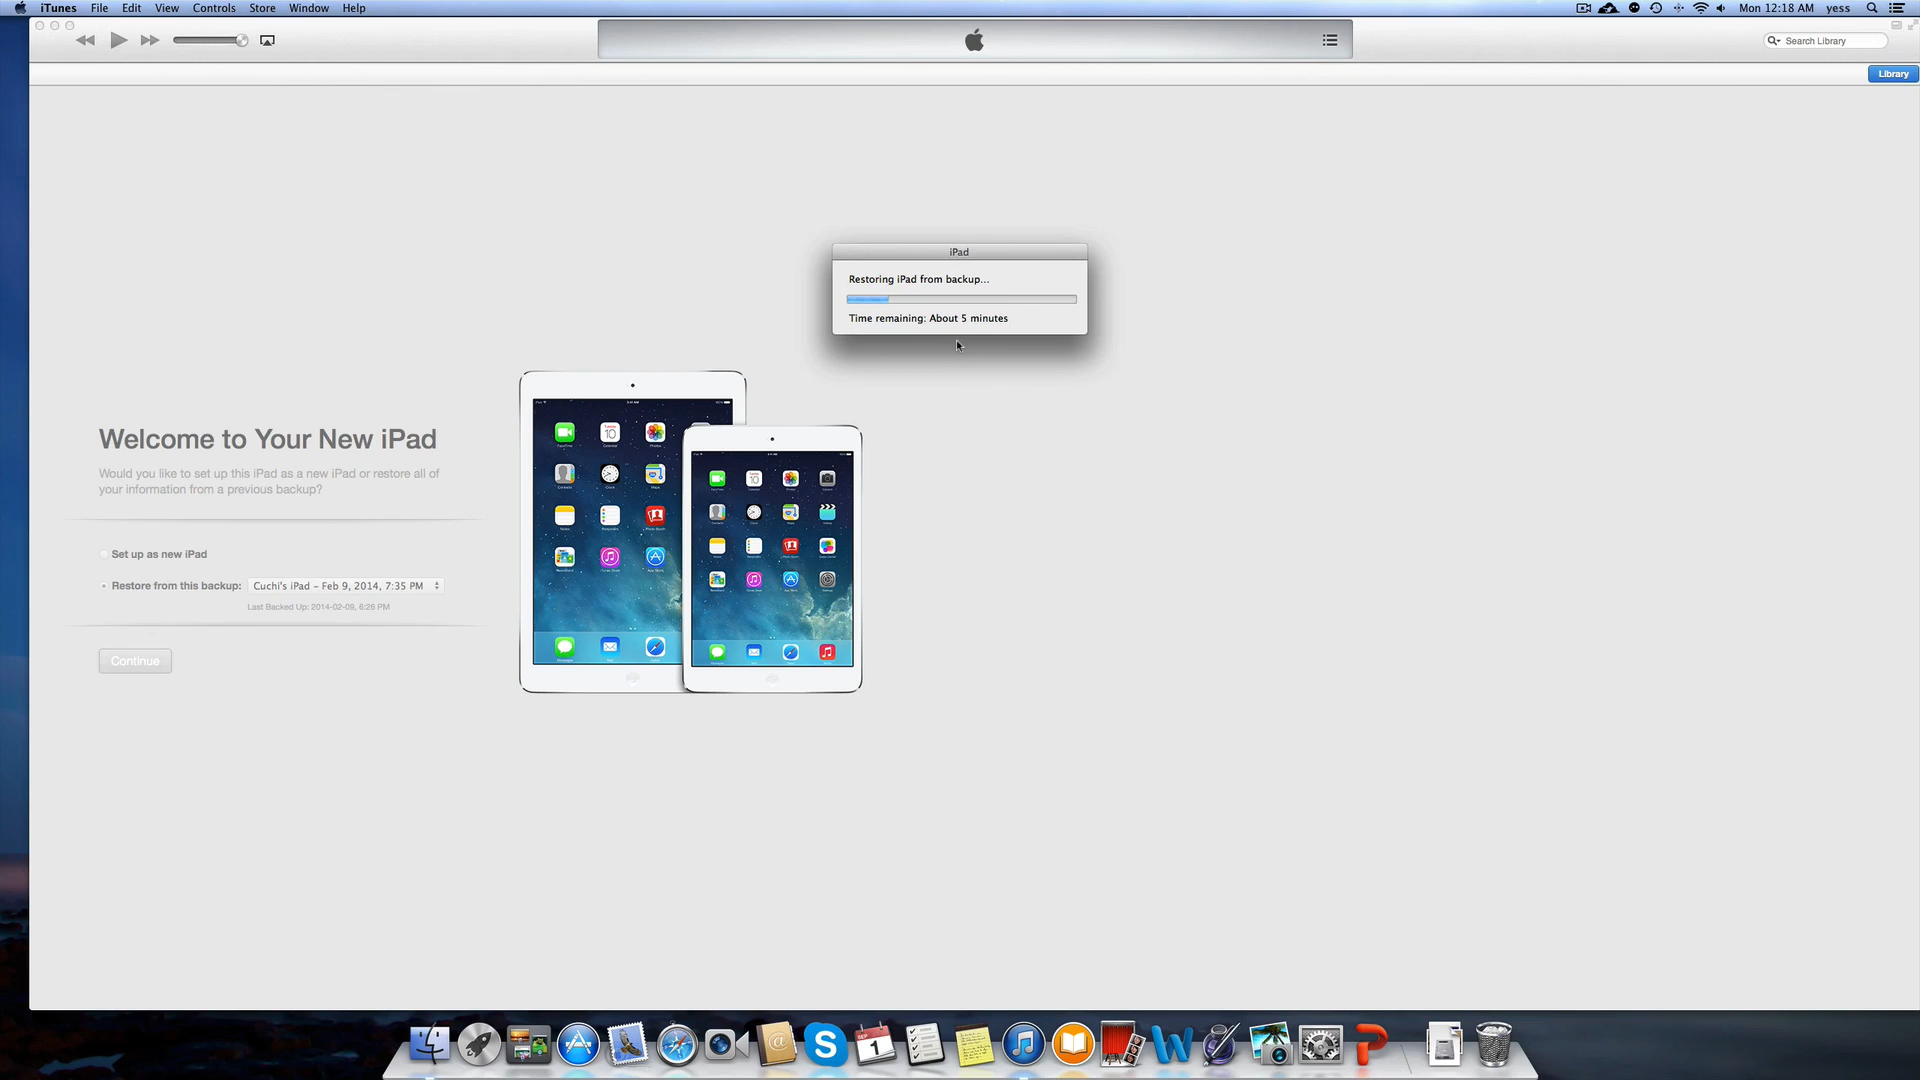 iTunes File Edit View Controls Store Window Help
Mon 12:18 AM yess
Search Library
Library
iPad
Restoring iPad from backup...
Time remaining: About 5 minutes
Welcome to Your New iPad
Would you like to set up this iPad as a new iPad or restore all of
your information from a previous backup?
Set up as new iPad
Restore from this backup: Cuchi's iPad – Feb 9, 2014, 7:35 PM
Last Backed Up: 2014-02-09, 6:26 PM
Continue
10
10
SEP
1